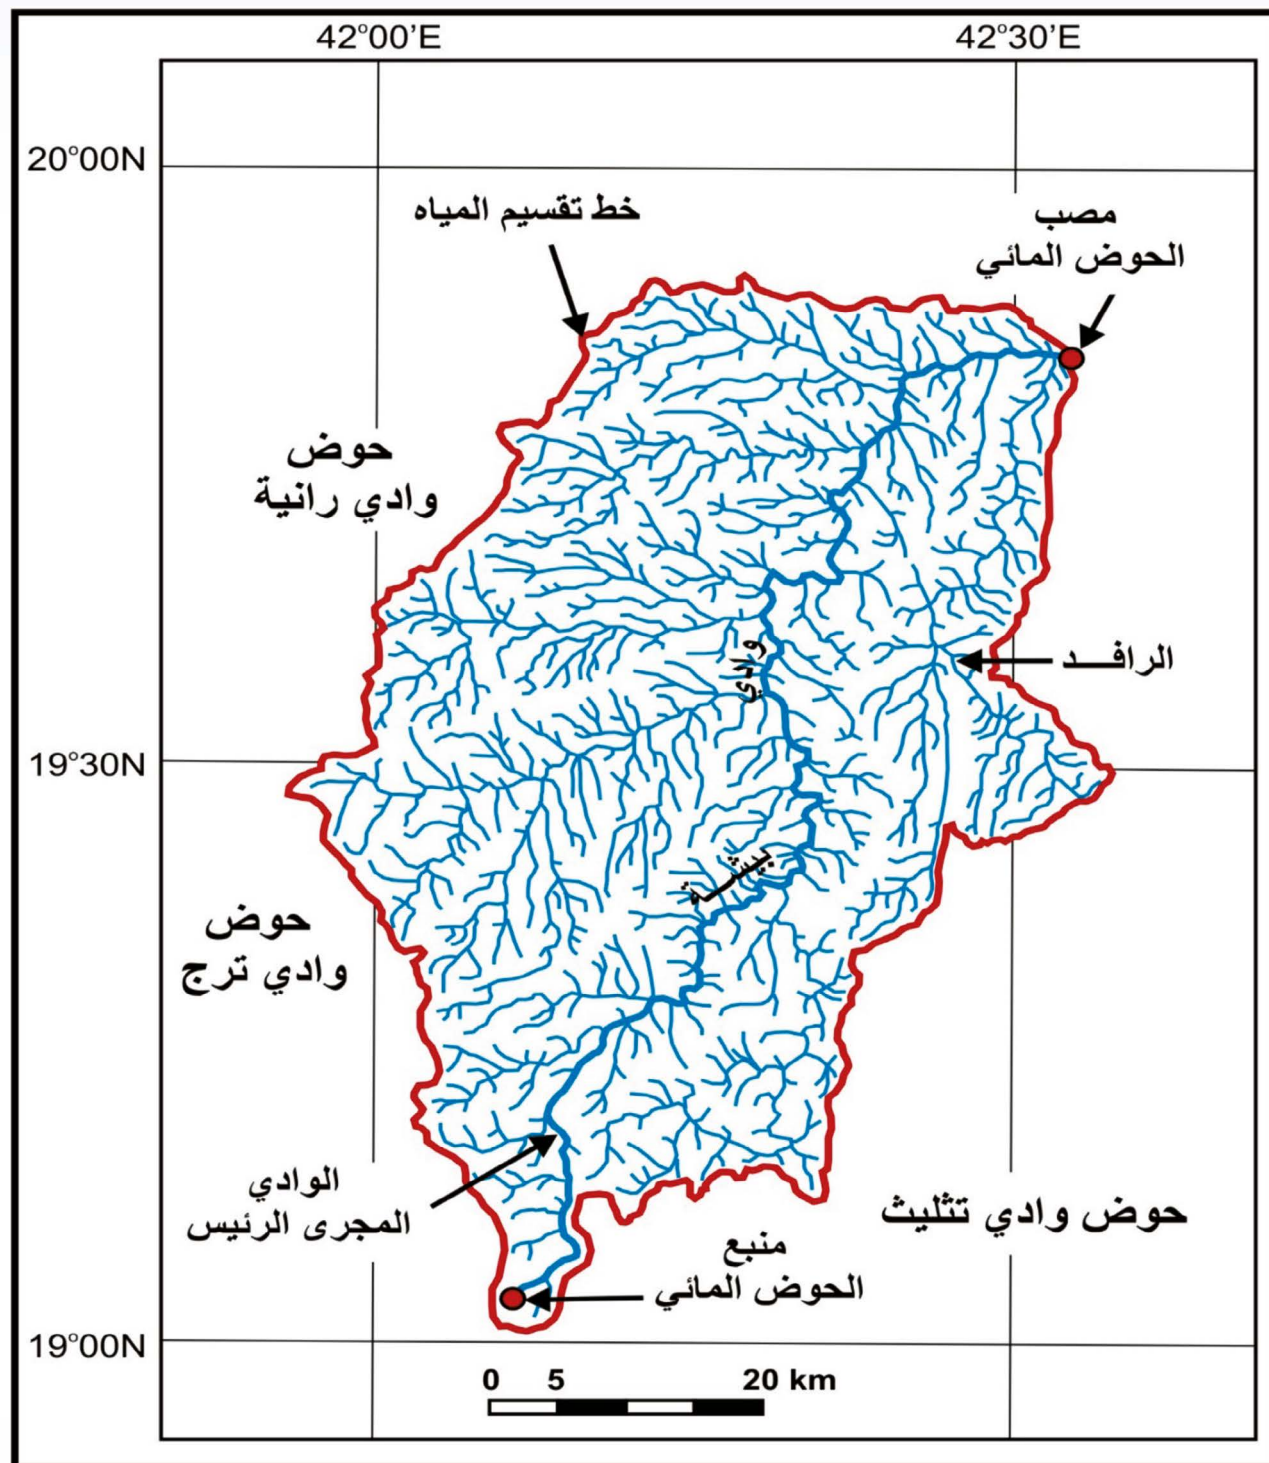 42°00'E
42°30'E
20°00N
خط تقسيم المياه
مصب
الحوض المائي
حوض
وادي رانية
وادي
الرافـــد
19°30N
بيشـــة
حوض
وادي ترج
الوادي
المجرى الرئيس
حوض وادي تثليث
منبع
الحوض المائي
19°00N
0 5 20 km